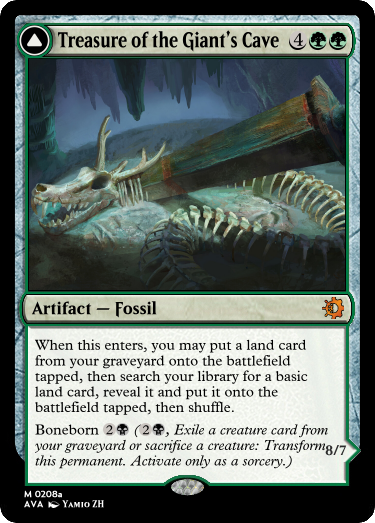 Treasure of the Giant's Cave 4
Artifact — Fossil
When this enters, you may put a land card
from your graveyard onto the battlefield
tapped, then search your library for a basic
land card, reveal it and put it onto the
battlefield tapped, then shuffle.
Boneborn 2 (2, Exile a creature card from
your graveyard or sacrifice a creature: Transform
this permanent. Activate only as a sorcery.)
8/7
M 0208a
AVA Yamio ZH